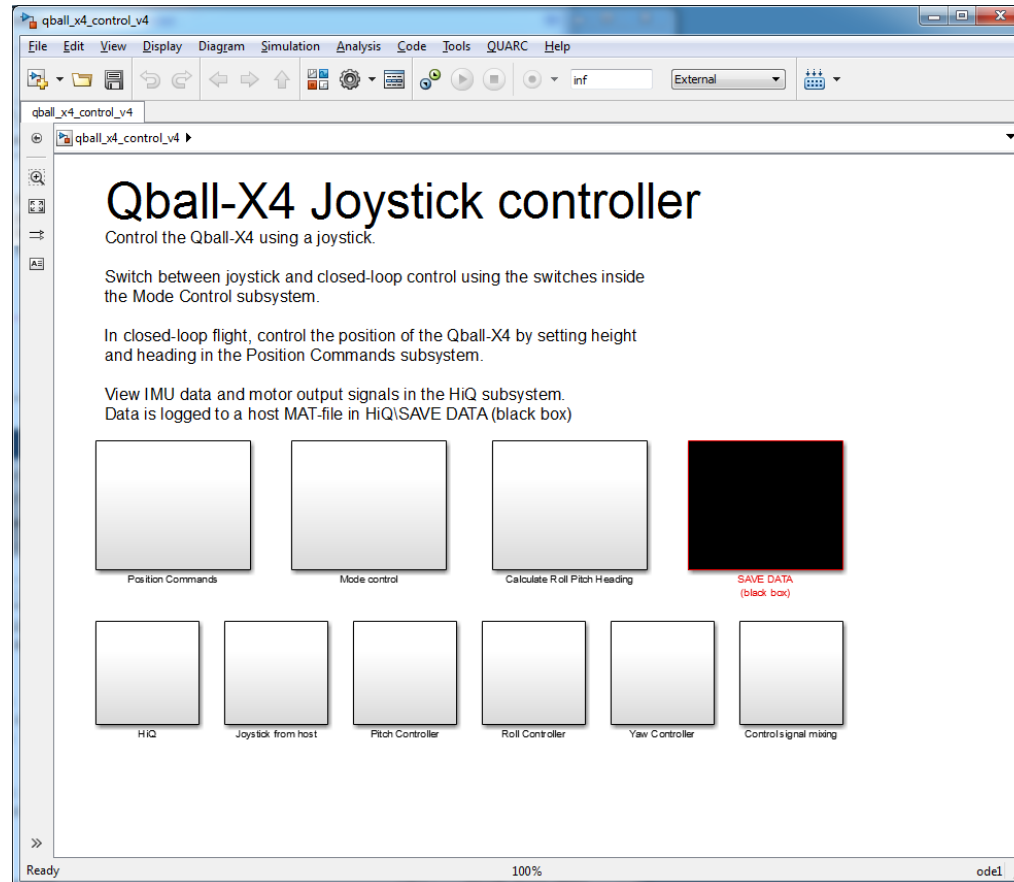 qball_x4_control_v4
File Edit View Display Diagram Simulation Analysis Code Tools QUARC Help
inf External
qball_x4_control_v4
qball_x4_control_v4
Qball-X4 Joystick controller
Control the Qball-X4 using a joystick.
Switch between joystick and closed-loop control using the switches inside
the Mode Control subsystem.
In closed-loop flight, control the position of the Qball-X4 by setting height
and heading in the Position Commands subsystem.
View IMU data and motor output signals in the HiQ subsystem.
Data is logged to a host MAT-file in HiQ\SAVE DATA (black box)
Position Commands Mode control Calculate Roll Pitch Heading SAVE DATA
(black box)
HiQ Joystick from host Pitch Controller Roll Controller Yaw Controller Control signal mixing
Ready 100% ode1